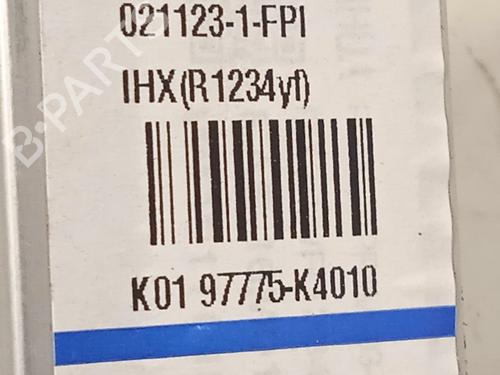 021123-1-FPI
IHX(R1234yf)
K01 97775-K4010
B-PARTS